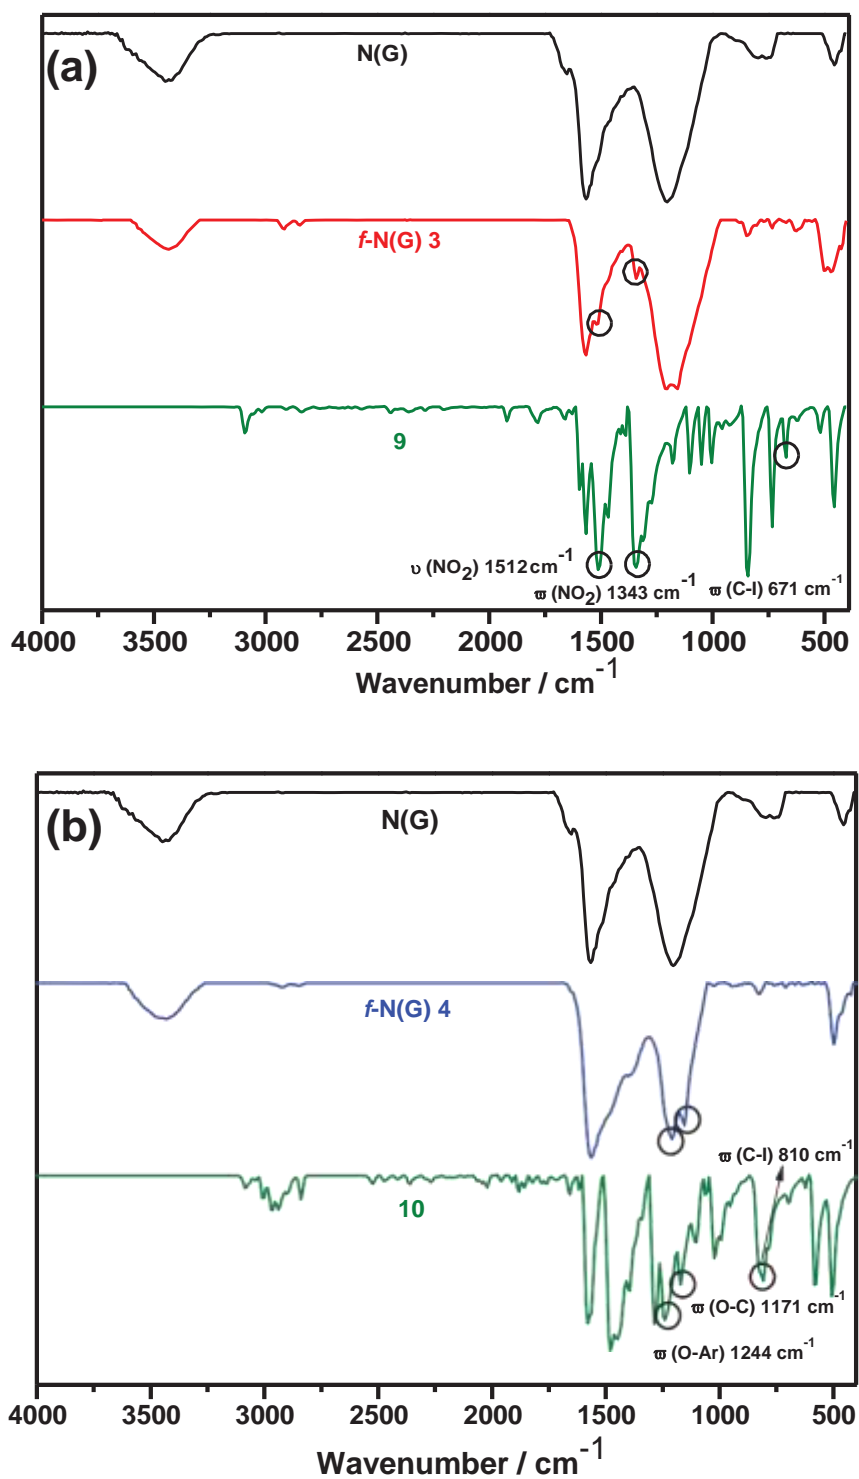 (a)
N(G)
f-N(G) 3
9
υ (NO2) 1512 cm-1
ϖ (NO2) 1343 cm-1
ϖ (C-I) 671 cm-1
4000 3500 3000 2500 2000 1500 1000 500
Wavenumber / cm-1
(b)
N(G)
f-N(G) 4
ϖ (C-I) 810 cm-1
10
ϖ (O-C) 1171 cm-1
ϖ (O-Ar) 1244 cm-1
4000 3500 3000 2500 2000 1500 1000 500
Wavenumber / cm-1